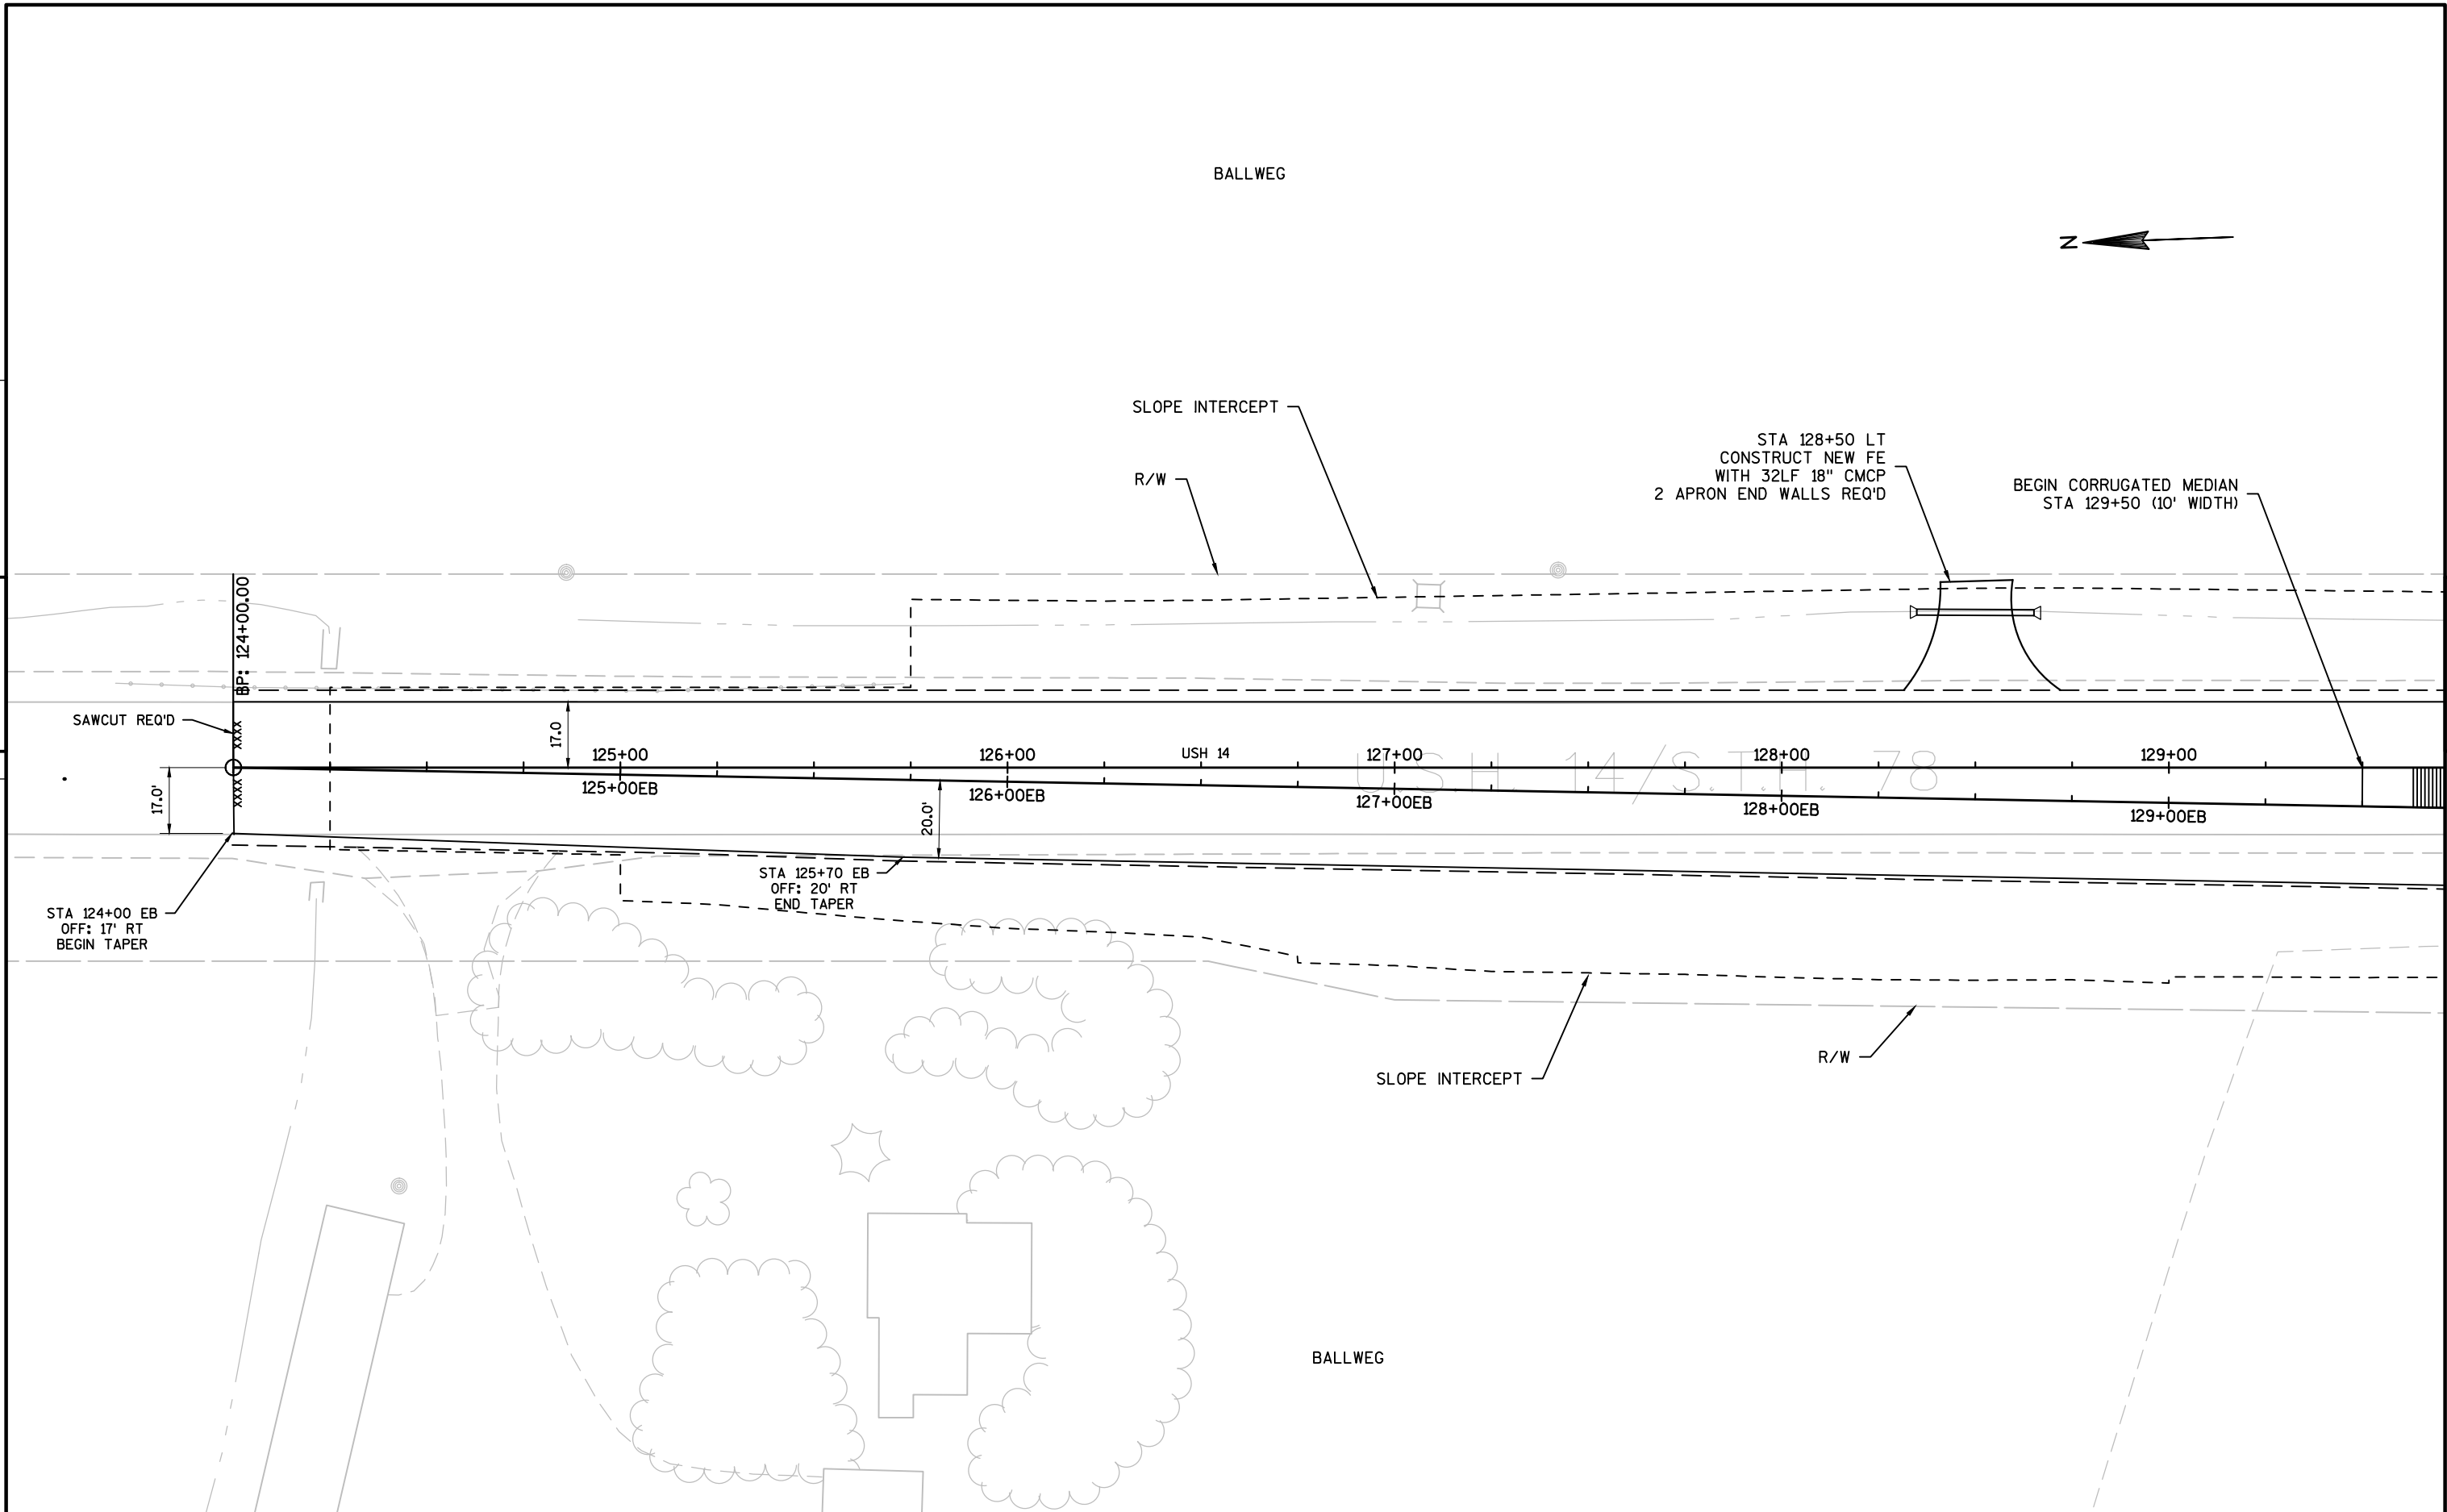 BALLWEG
N
SLOPE INTERCEPT
R/W
STA 128+50 LT
CONSTRUCT NEW FE
WITH 32LF 18" CMCP
2 APRON END WALLS REQ'D
BEGIN CORRUGATED MEDIAN
STA 129+50 (10' WIDTH)
BP: 124+00.00
SAWCUT REQ'D
XXXX
17.0
125+00
126+00
USH 14
127+00
128+00
129+00
U.S.H. 14/S.T.H. 78
XXXX
17.0'
125+00EB
126+00EB
127+00EB
128+00EB
129+00EB
20.0'
STA 125+70 EB
OFF: 20' RT
END TAPER
STA 124+00 EB
OFF: 17' RT
BEGIN TAPER
SLOPE INTERCEPT
R/W
BALLWEG